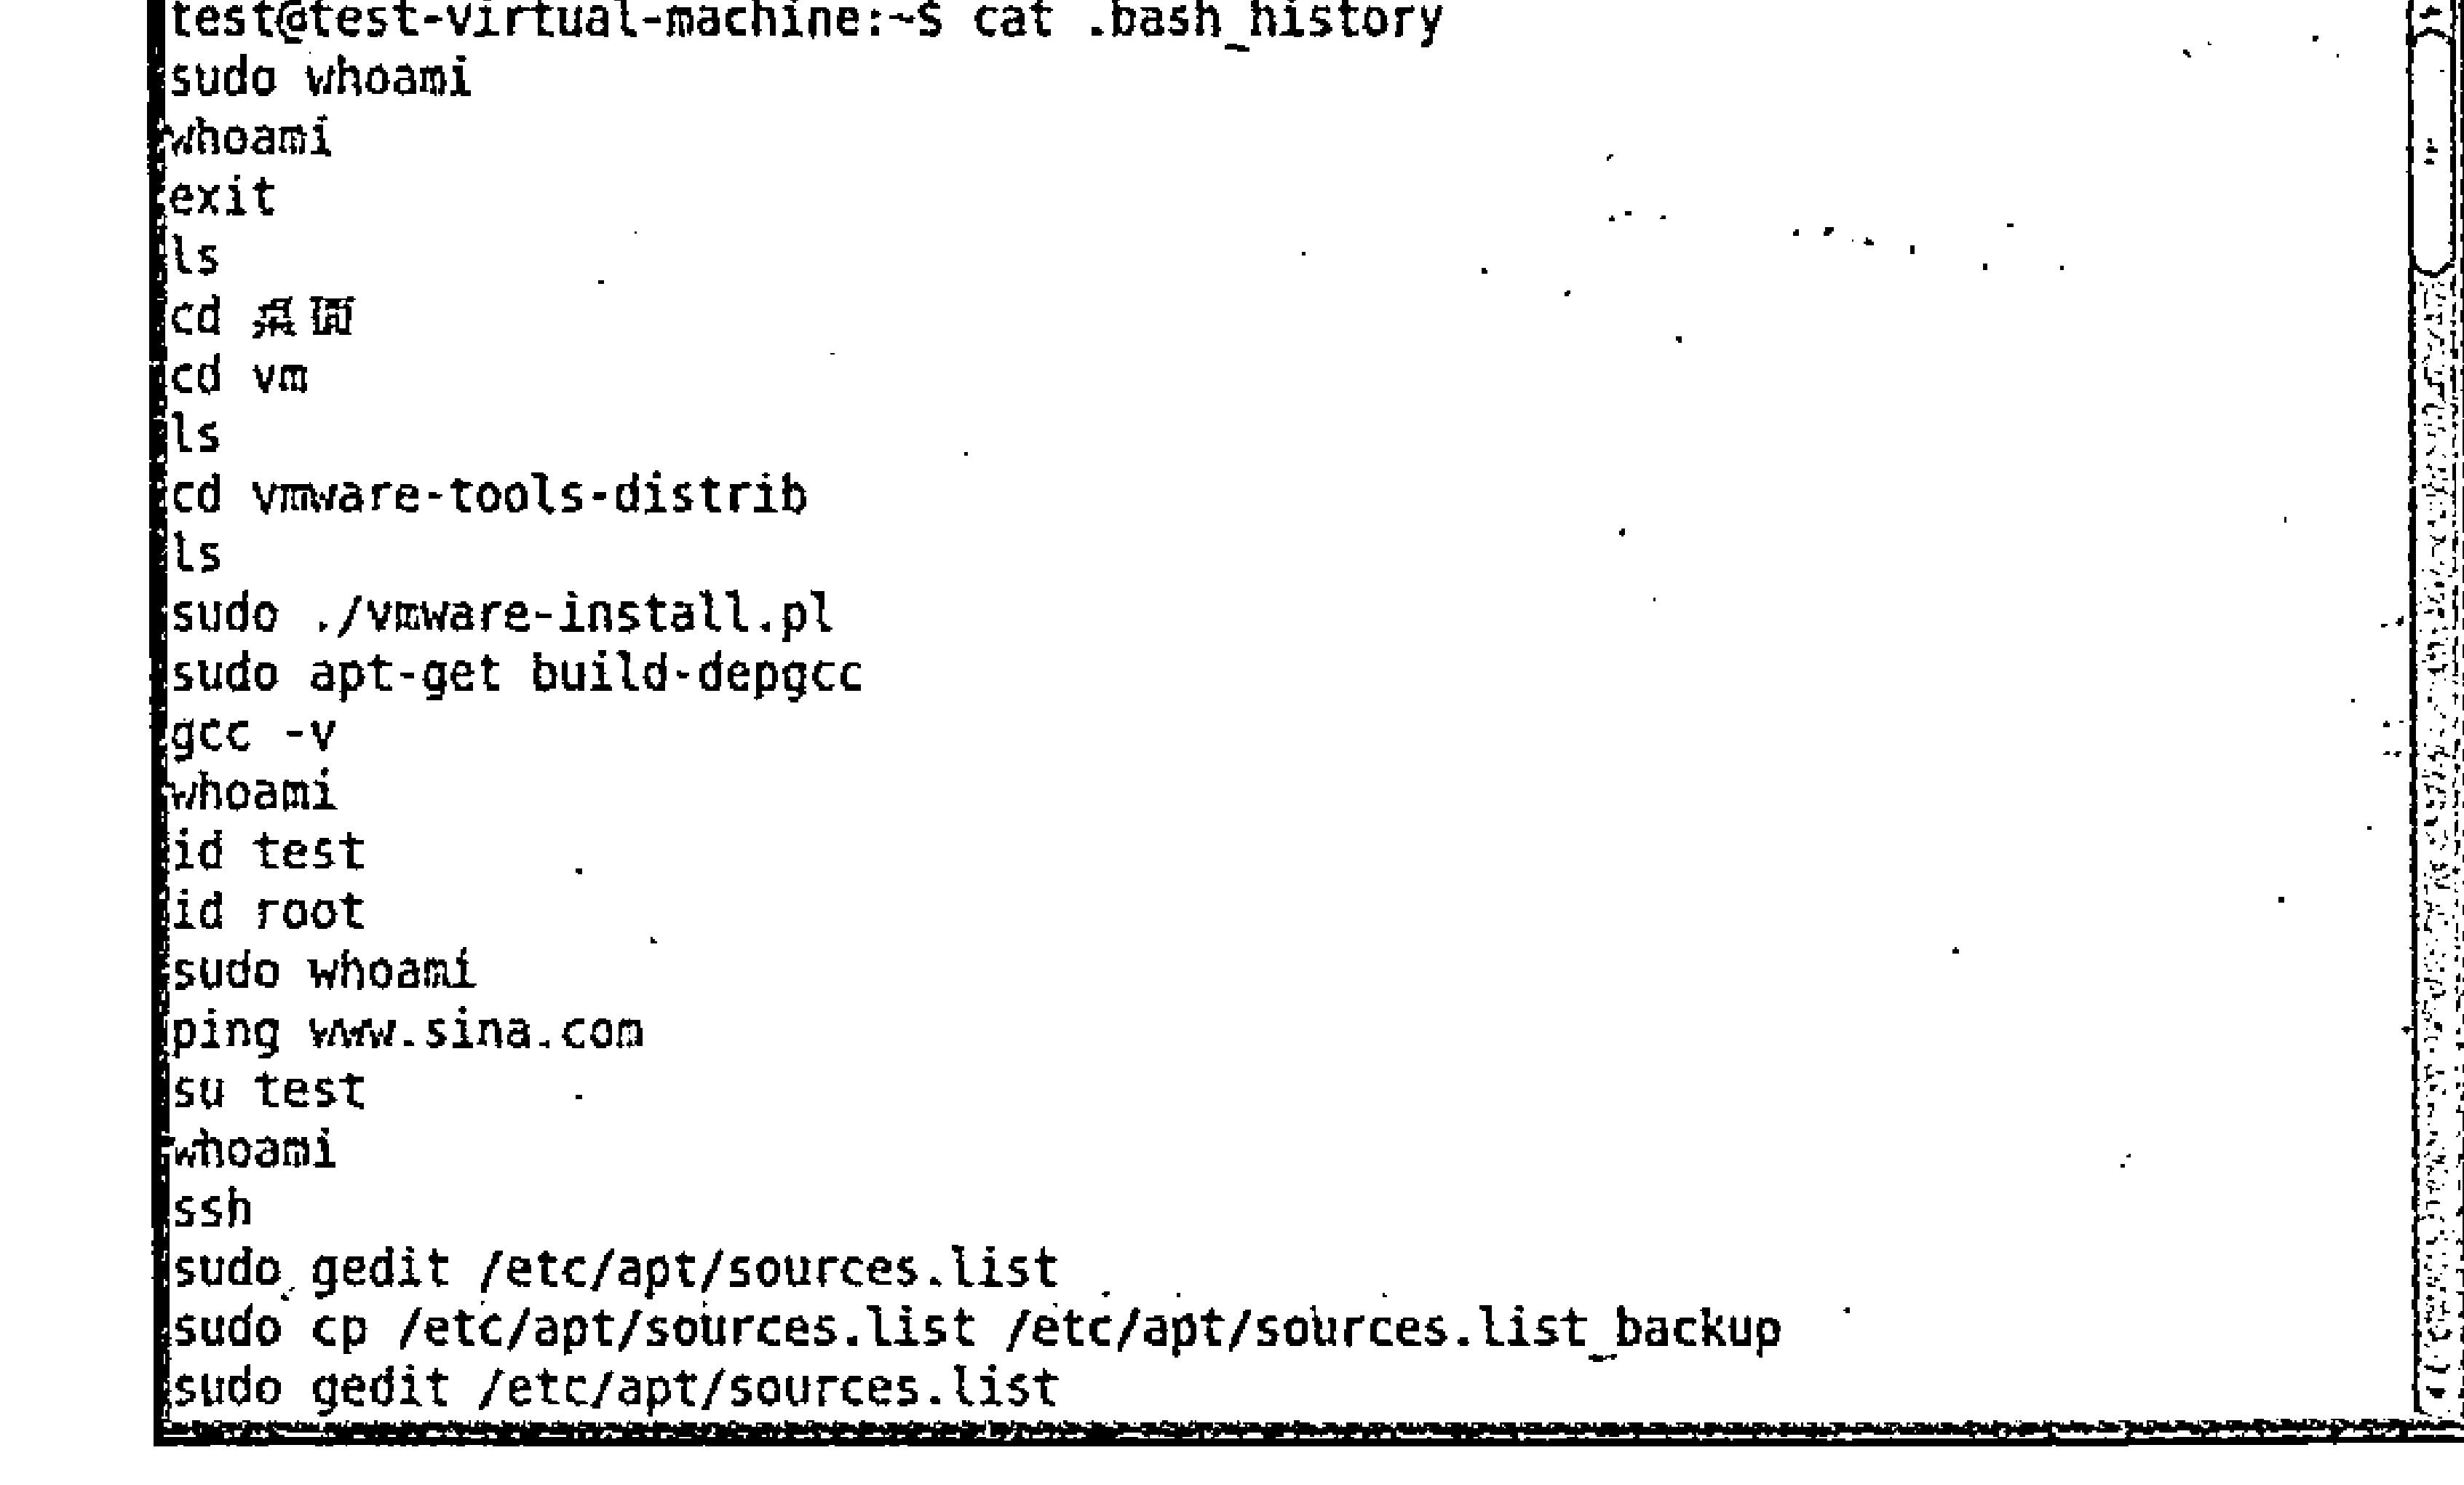 test@test-virtual-machine:~$ cat .bash_history
sudo whoami
whoami
exit
ls
cd 桌面
cd vm
ls
cd vmware-tools-distrib
ls
sudo ./vmware-install.pl
sudo apt-get build-depgcc
gcc -v
whoami
id test
id root
sudo whoami
ping www.sina.com
su test
whoami
ssh
sudo gedit /etc/apt/sources.list
sudo cp /etc/apt/sources.list /etc/apt/sources.list_backup
sudo gedit /etc/apt/sources.list